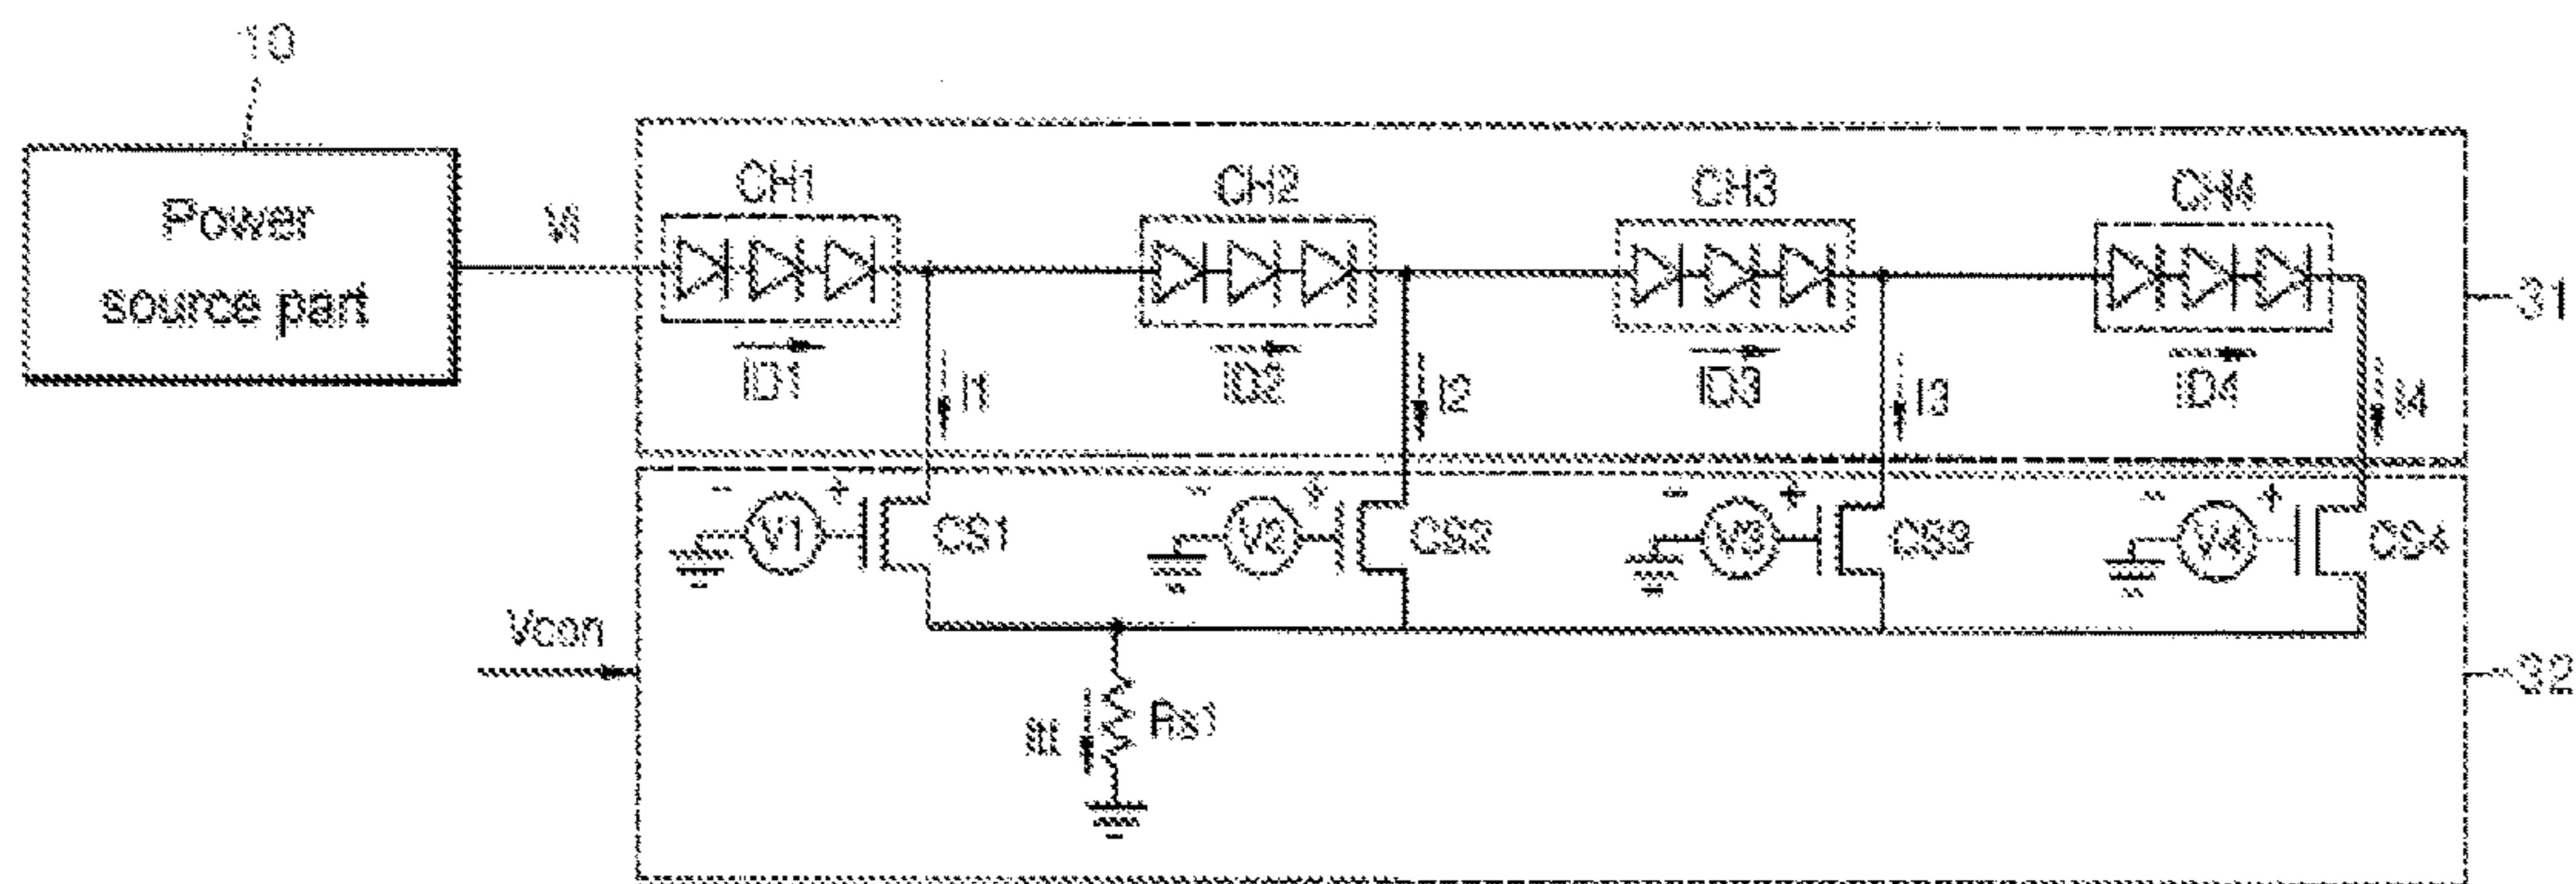 10
Power
source part
Vi
CH1
CH2
CH3
CH4
ID1
ID2
ID3
ID4
I1
I2
I3
I4
31
- + - + - + - +
V1
CS1
V2
CS2
V3
CS3
V4
CS4
Vcon
Rs1
32